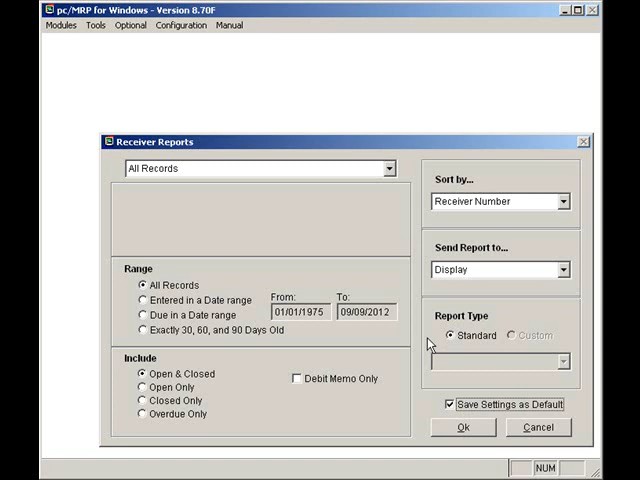 pc/MRP for Windows - Version 8.70F
Modules Tools Optional Configuration Manual
Receiver Reports
All Records
Sort by...
Receiver Number
Send Report to...
Display
Range
All Records
Entered in a Date range
Due in a Date range
Exactly 30, 60, and 90 Days Old
From: To:
01/01/1975 09/09/2012
Report Type
Standard Custom
Include
Open & Closed
Open Only
Closed Only
Overdue Only
Debit Memo Only
Save Settings as Default
Ok Cancel
NUM